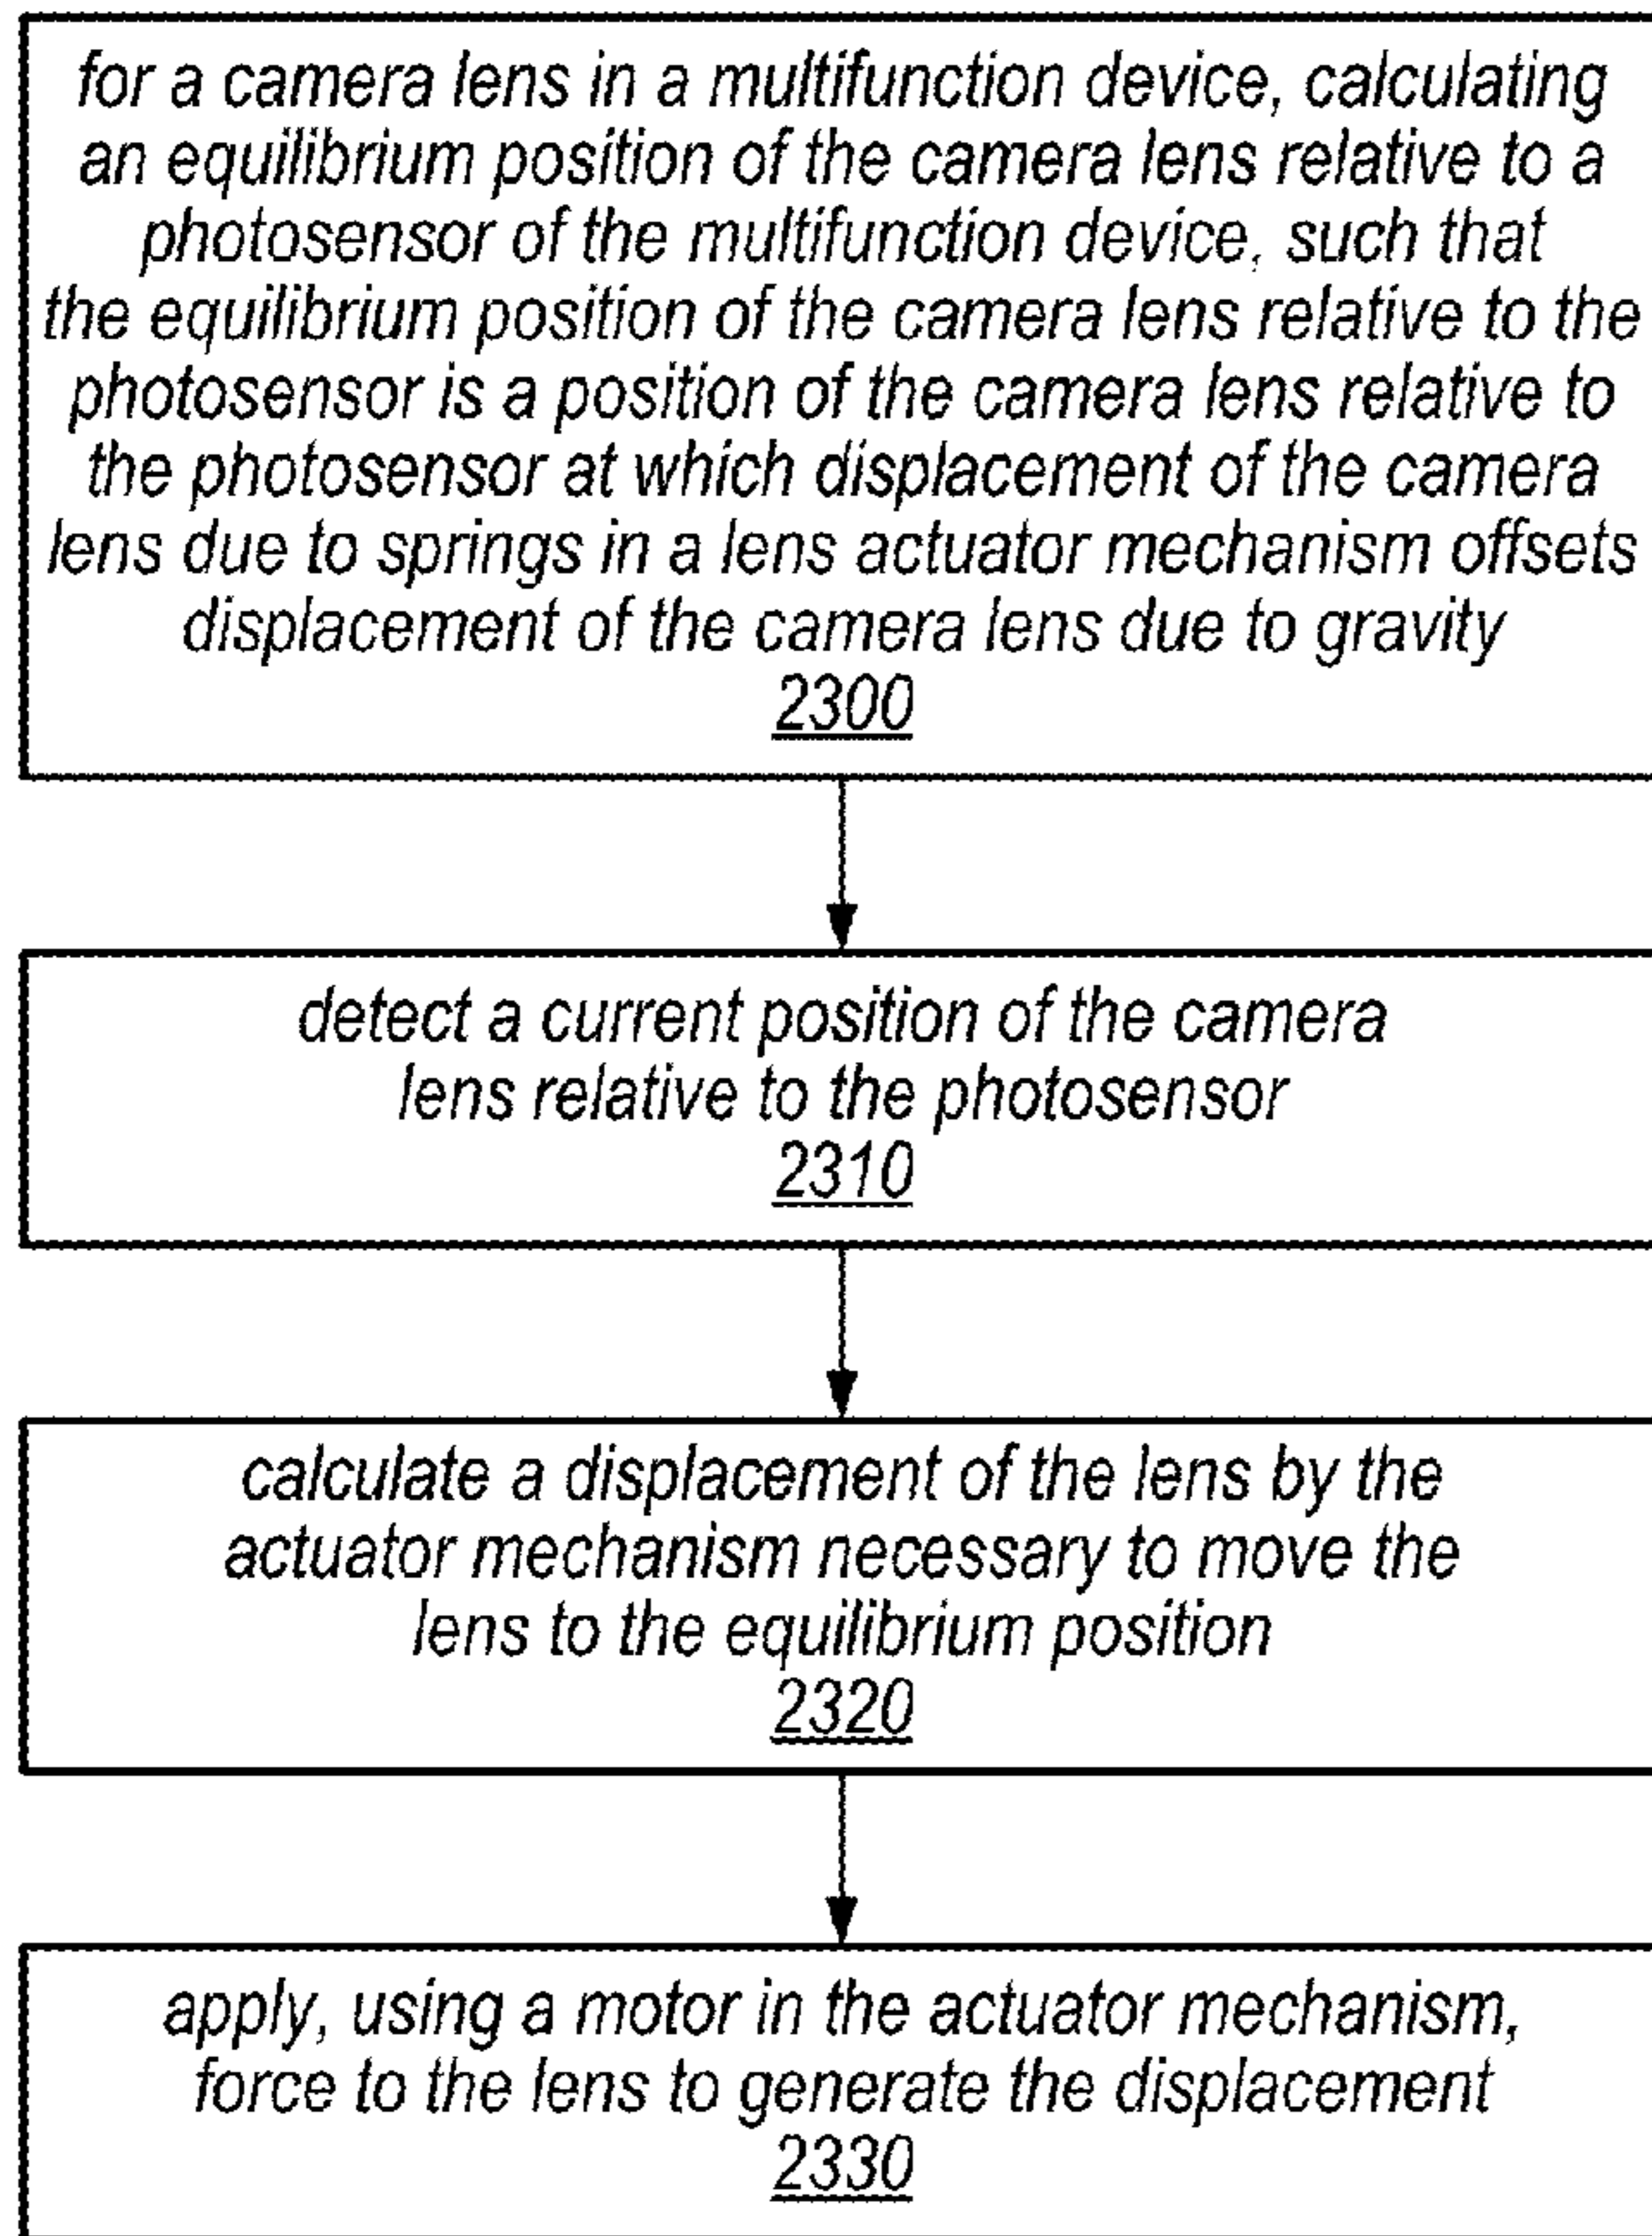 for a camera lens in a multifunction device, calculating
an equilibrium position of the camera lens relative to a
photosensor of the multifunction device, such that
the equilibrium position of the camera lens relative to the
photosensor is a position of the camera lens relative to
the photosensor at which displacement of the camera
lens due to springs in a lens actuator mechanism offsets
displacement of the camera lens due to gravity
2300
detect a current position of the camera
lens relative to the photosensor
2310
calculate a displacement of the lens by the
actuator mechanism necessary to move the
lens to the equilibrium position
2320
apply, using a motor in the actuator mechanism,
force to the lens to generate the displacement
2330